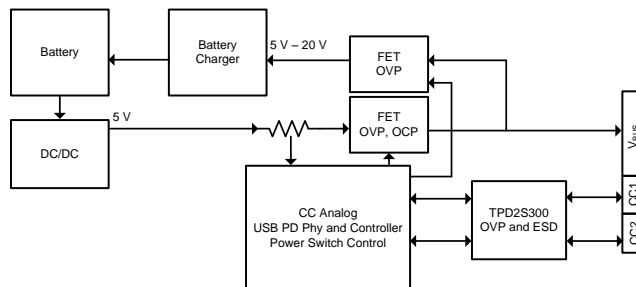 Battery
Battery
Charger
5 V – 20 V
FET
OVP
DC/DC
5 V
FET
OVP, OCP
VBUS
CC1
CC2
CC Analog
USB PD Phy and Controller
Power Switch Control
TPD2S300
OVP and ESD